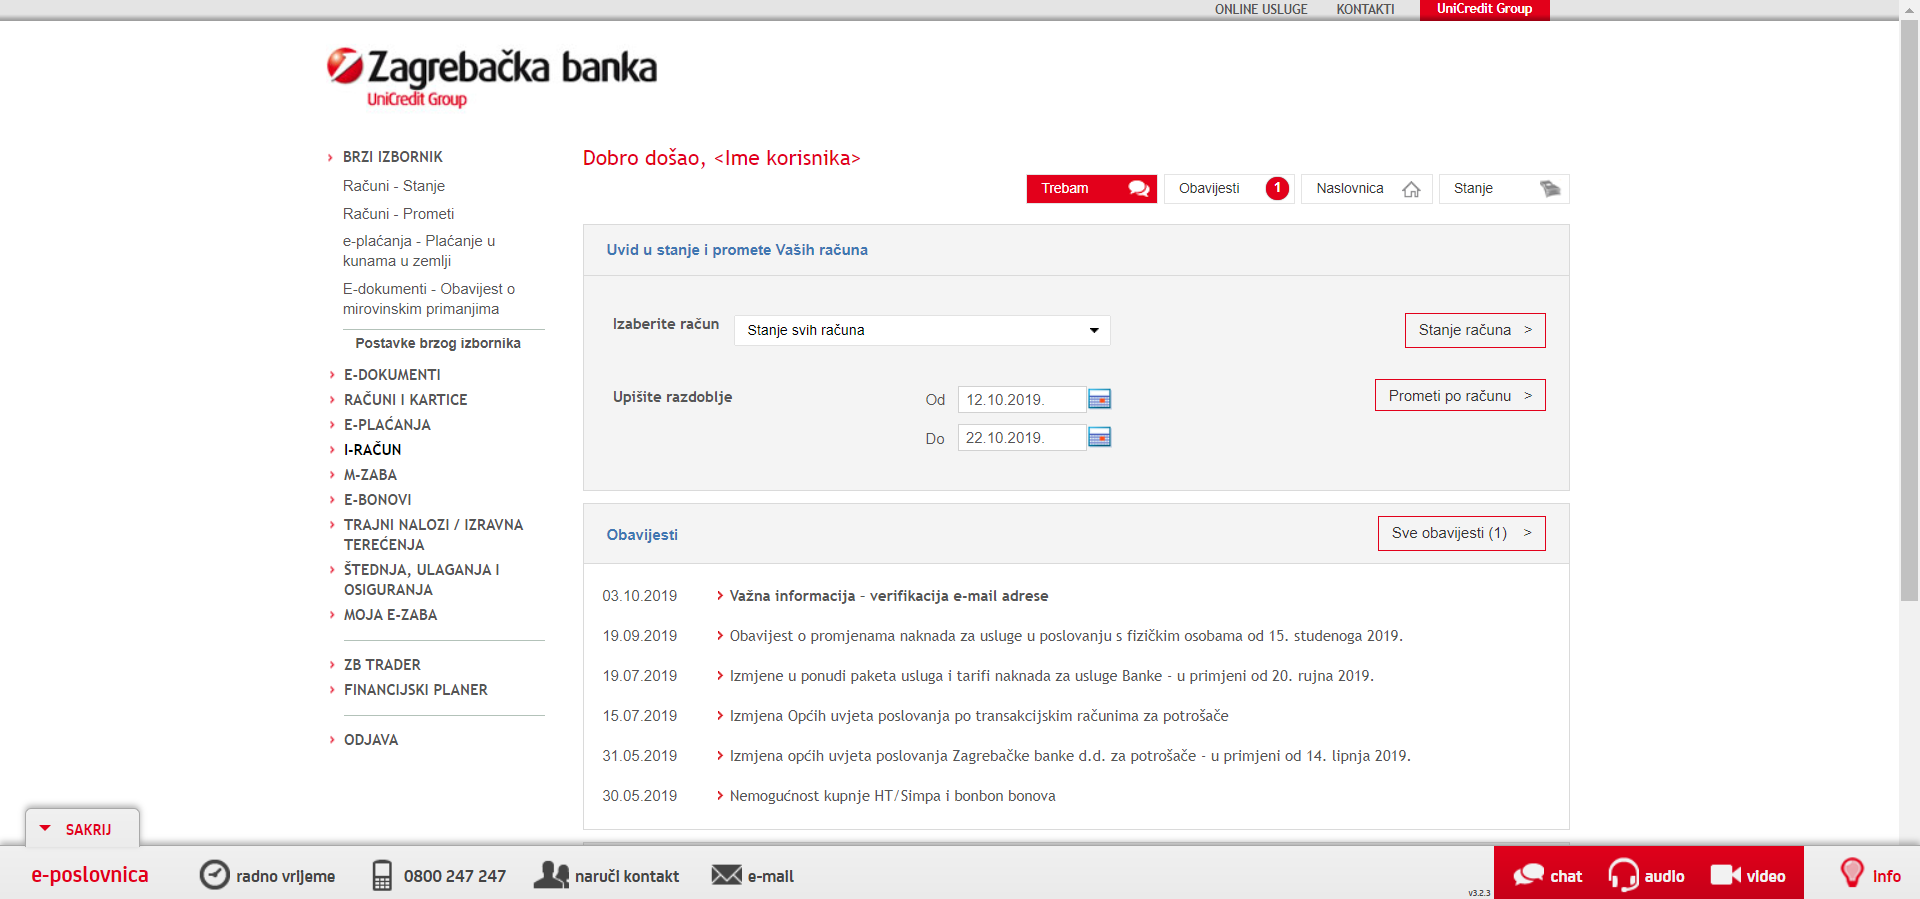 ONLINE USLUGE KONTAKTI UniCredit Group
Zagrebačka banka
UniCredit Group
BRZI IZBORNIK
Računi - Stanje
Računi - Prometi
e-plaćanja - Plaćanje u
kunama u zemlji
E-dokumenti - Obavijest o
mirovinskim primanjima
Postavke brzog izbornika
E-DOKUMENTI
RAČUNI I KARTICE
E-PLAĆANJA
I-RAČUN
M-ZABA
E-BONOVI
TRAJNI NALOZI / IZRAVNA
TEREĆENJA
ŠTEDNJA, ULAGANJA I
OSIGURANJA
MOJA E-ZABA
ZB TRADER
FINANCIJSKI PLANER
ODJAVA
Dobro došao, <Ime korisnika>
Trebam Obavijesti 1 Naslovnica Stanje
Uvid u stanje i promete Vaših računa
Izaberite račun Stanje svih računa Stanje računa >
Upišite razdoblje Od 12.10.2019. Prometi po računu >
Do 22.10.2019.
Obavijesti Sve obavijesti (1) >
03.10.2019 Važna informacija – verifikacija e-mail adrese
19.09.2019 Obavijest o promjenama naknada za usluge u poslovanju s fizičkim osobama od 15. studenoga 2019.
19.07.2019 Izmjene u ponudi paketa usluga i tarifi naknada za usluge Banke - u primjeni od 20. rujna 2019.
15.07.2019 Izmjena Općih uvjeta poslovanja po transakcijskim računima za potrošače
31.05.2019 Izmjena općih uvjeta poslovanja Zagrebačke banke d.d. za potrošače - u primjeni od 14. lipnja 2019.
30.05.2019 Nemogućnost kupnje HT/Simpa i bonbon bonova
SAKRIJ
e-poslovnica radno vrijeme 0800 247 247 naruči kontakt e-mail v3.2.3 chat audio video Info